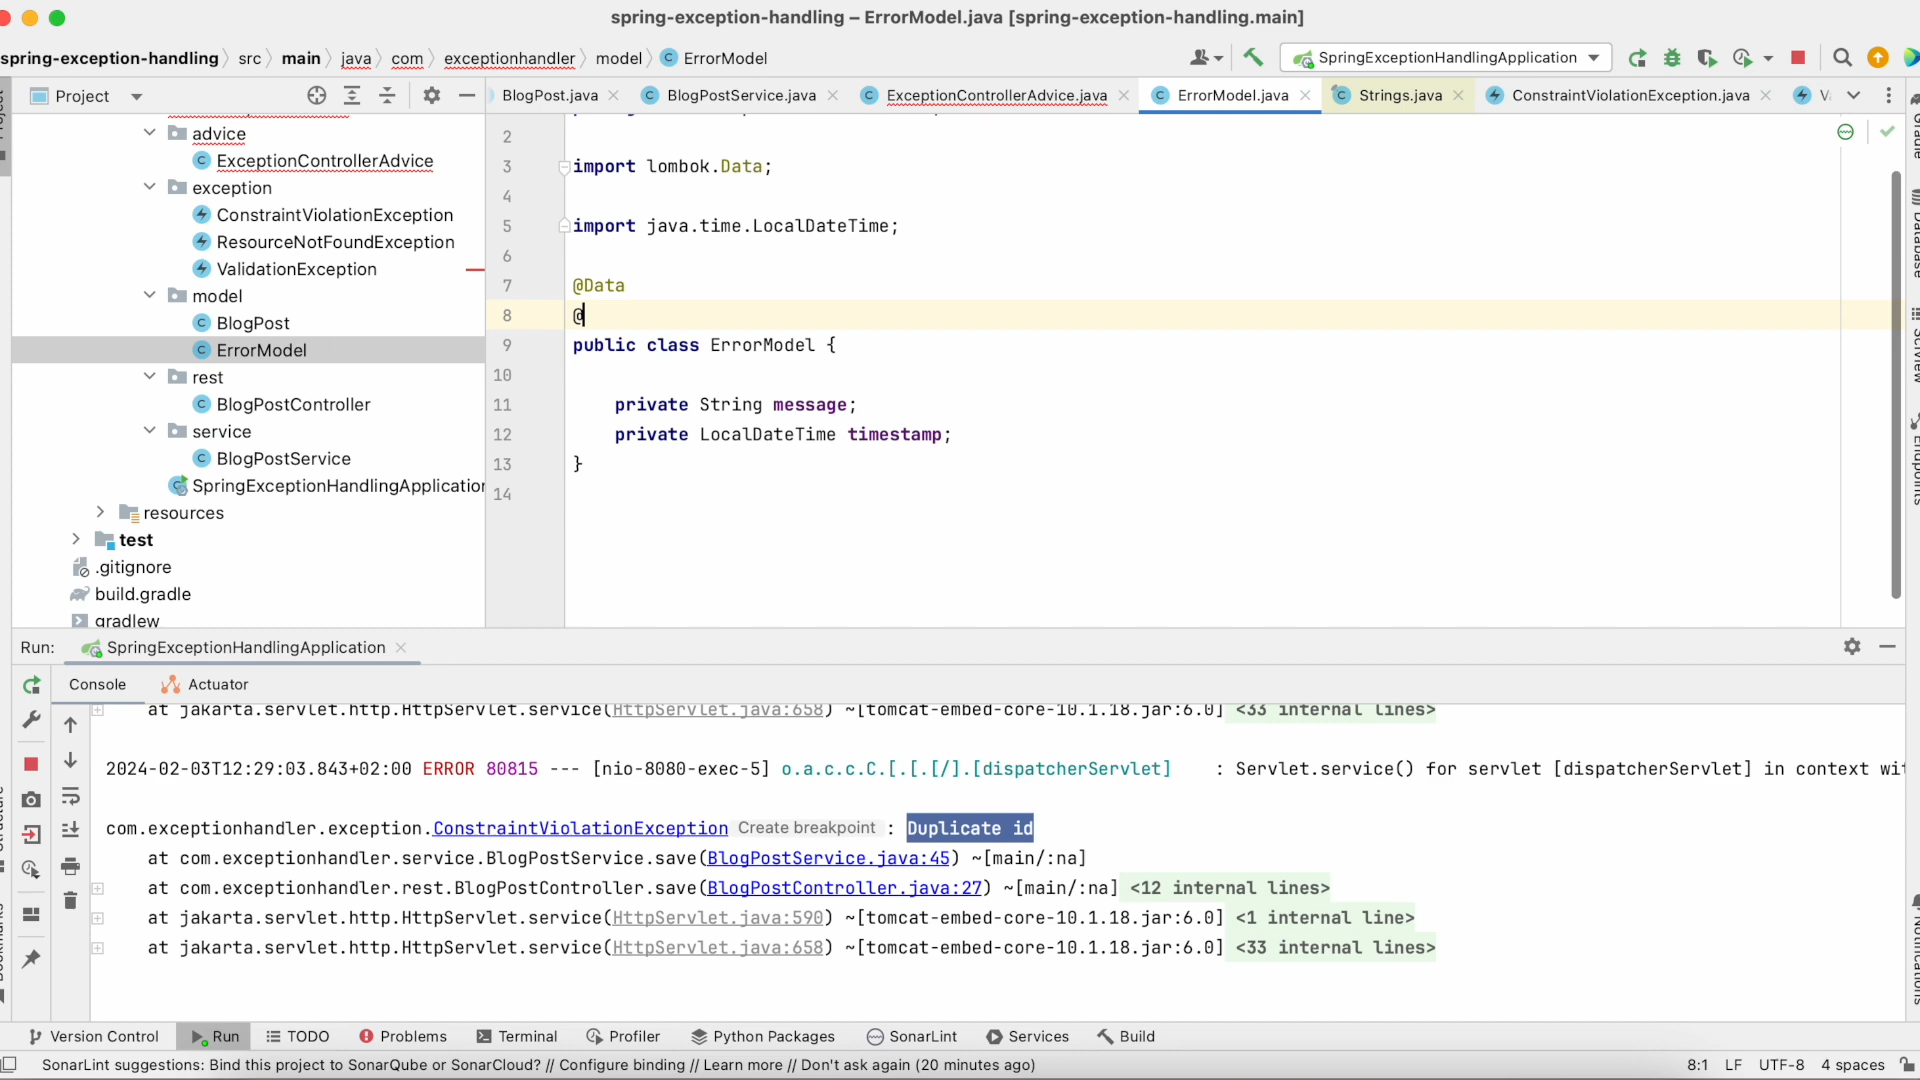 spring-exception-handling – ErrorModel.java [spring-exception-handling.main]
spring-exception-handling src main java com exceptionhandler model ErrorModel
SpringExceptionHandlingApplication
Project
BlogPost.java BlogPostService.java ExceptionControllerAdvice.java ErrorModel.java Strings.java ConstraintViolationException.java
advice
ExceptionControllerAdvice
exception
ConstraintViolationException
ResourceNotFoundException
ValidationException
model
BlogPost
ErrorModel
rest
BlogPostController
service
BlogPostService
SpringExceptionHandlingApplication
resources
test
.gitignore
build.gradle
gradlew
2
3 import lombok.Data;
4
5 import java.time.LocalDateTime;
6
7 @Data
8 @
9 public class ErrorModel {
10
11 private String message;
12 private LocalDateTime timestamp;
13 }
14
Gradle
Database
Endpoints
Notifications
Run: SpringExceptionHandlingApplication
Console Actuator
at jakarta.servlet.http.HttpServlet.service(HttpServlet.java:658) ~[tomcat-embed-core-10.1.18.jar:6.0] <33 internal lines>
2024-02-03T12:29:03.843+02:00 ERROR 80815 --- [nio-8080-exec-5] o.a.c.c.C.[.[.[/].[dispatcherServlet] : Servlet.service() for servlet [dispatcherServlet] in context wi
com.exceptionhandler.exception.ConstraintViolationException Create breakpoint : Duplicate id
at com.exceptionhandler.service.BlogPostService.save(BlogPostService.java:45) ~[main/:na]
at com.exceptionhandler.rest.BlogPostController.save(BlogPostController.java:27) ~[main/:na] <12 internal lines>
at jakarta.servlet.http.HttpServlet.service(HttpServlet.java:590) ~[tomcat-embed-core-10.1.18.jar:6.0] <1 internal line>
at jakarta.servlet.http.HttpServlet.service(HttpServlet.java:658) ~[tomcat-embed-core-10.1.18.jar:6.0] <33 internal lines>
Version Control Run TODO Problems Terminal Profiler Python Packages SonarLint Services Build
SonarLint suggestions: Bind this project to SonarQube or SonarCloud? // Configure binding // Learn more // Don't ask again (20 minutes ago)
8:1 LF UTF-8 4 spaces